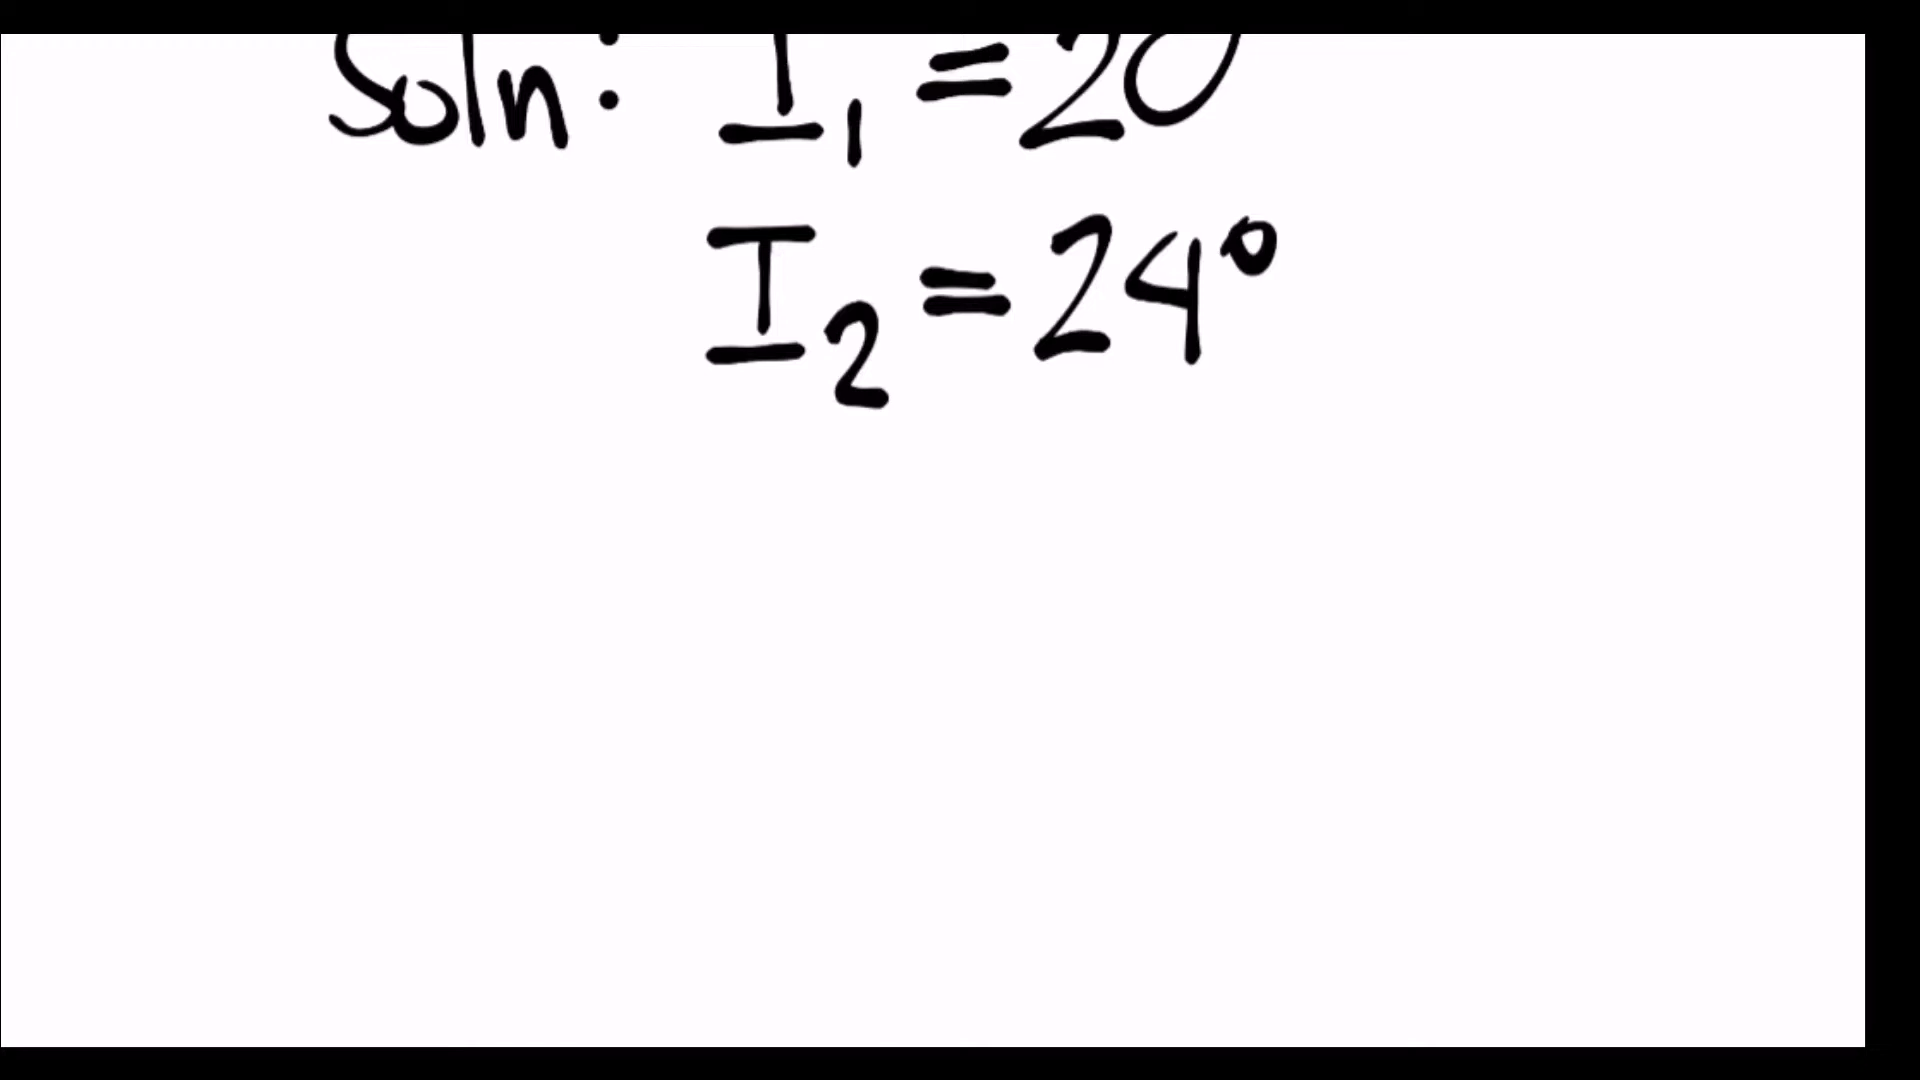 Soln: I₁ = 20
I₂ = 24°